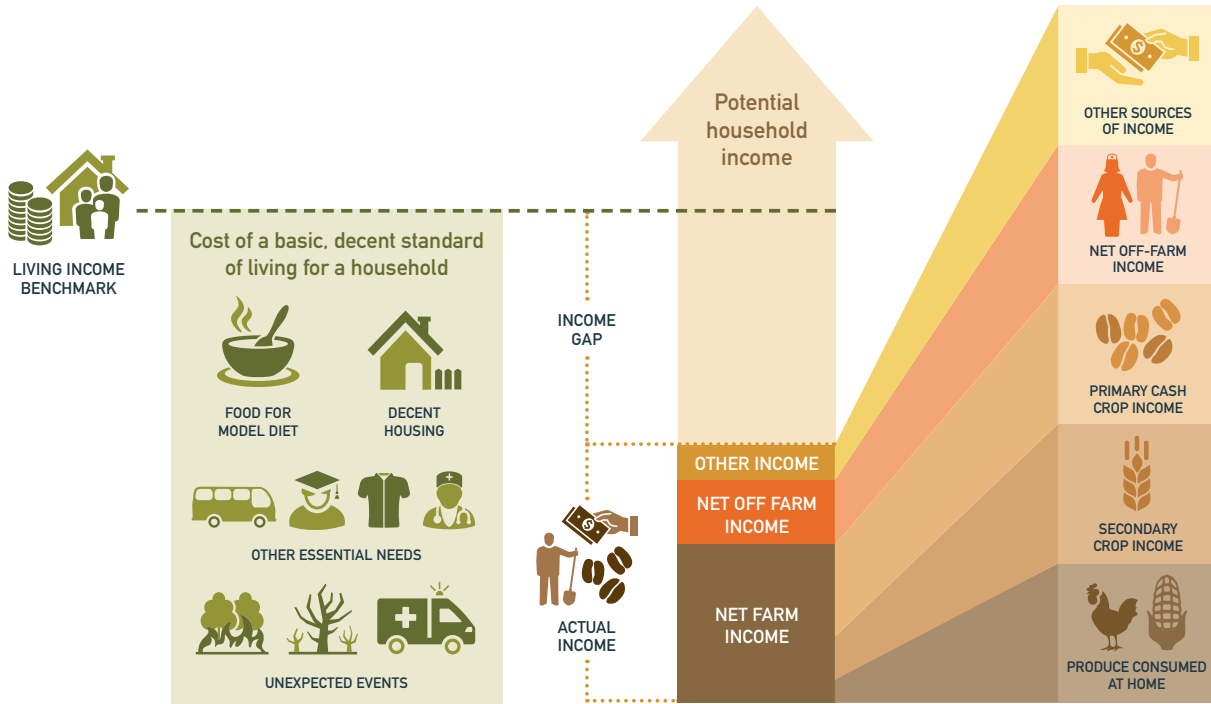 LIVING INCOME
BENCHMARK
Cost of a basic, decent standard
of living for a household
FOOD FOR
MODEL DIET
DECENT
HOUSING
OTHER ESSENTIAL NEEDS
UNEXPECTED EVENTS
INCOME
GAP
ACTUAL
INCOME
Potential
household
income
OTHER INCOME
NET OFF FARM
INCOME
NET FARM
INCOME
OTHER SOURCES
OF INCOME
NET OFF-FARM
INCOME
PRIMARY CASH
CROP INCOME
SECONDARY
CROP INCOME
PRODUCE CONSUMED
AT HOME